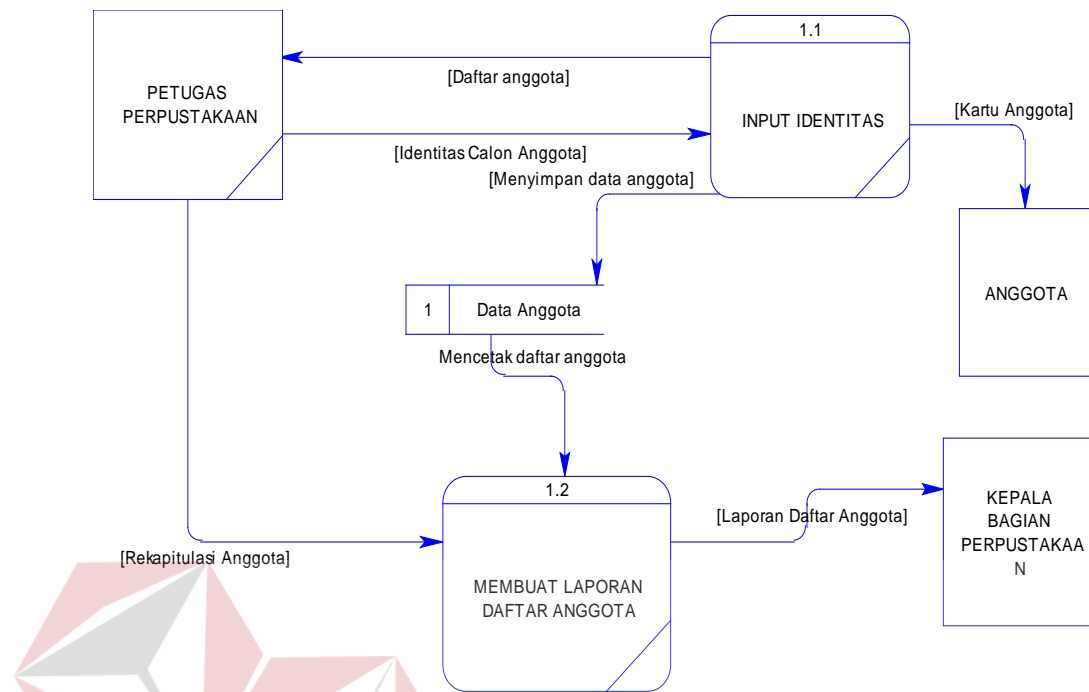 1.1
[Daftar anggota]
PETUGAS
PERPUSTAKAAN
INPUT IDENTITAS
[Kartu Anggota]
[Identitas Calon Anggota]
[Menyimpan data anggota]
ANGGOTA
1 Data Anggota
Mencetak daftar anggota
1.2
KEPALA
BAGIAN
PERPUSTAKAA
N
[Laporan Daftar Anggota]
[Rekapitulasi Anggota]
MEMBUAT LAPORAN
DAFTAR ANGGOTA